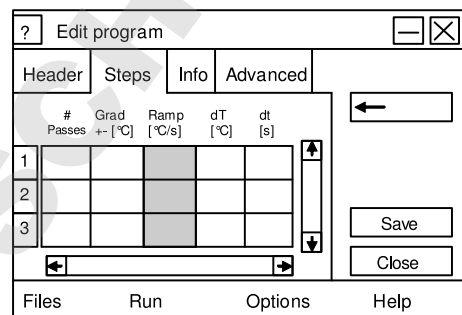 ? Edit program
Header Steps Info Advanced
# Grad Ramp dT dt
Passes +- [°C] [°C/s] [°C] [s]
1
2
3
Save
Close
Files Run Options Help